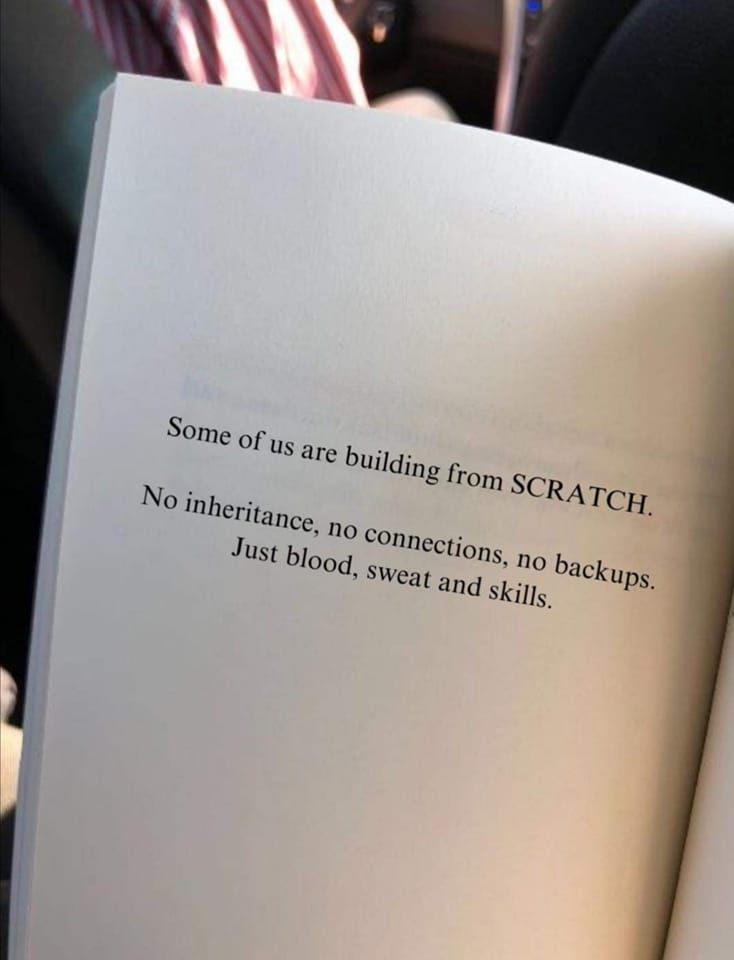 Some of us are building from SCRATCH.
No inheritance, no connections, no backups.
Just blood, sweat and skills.